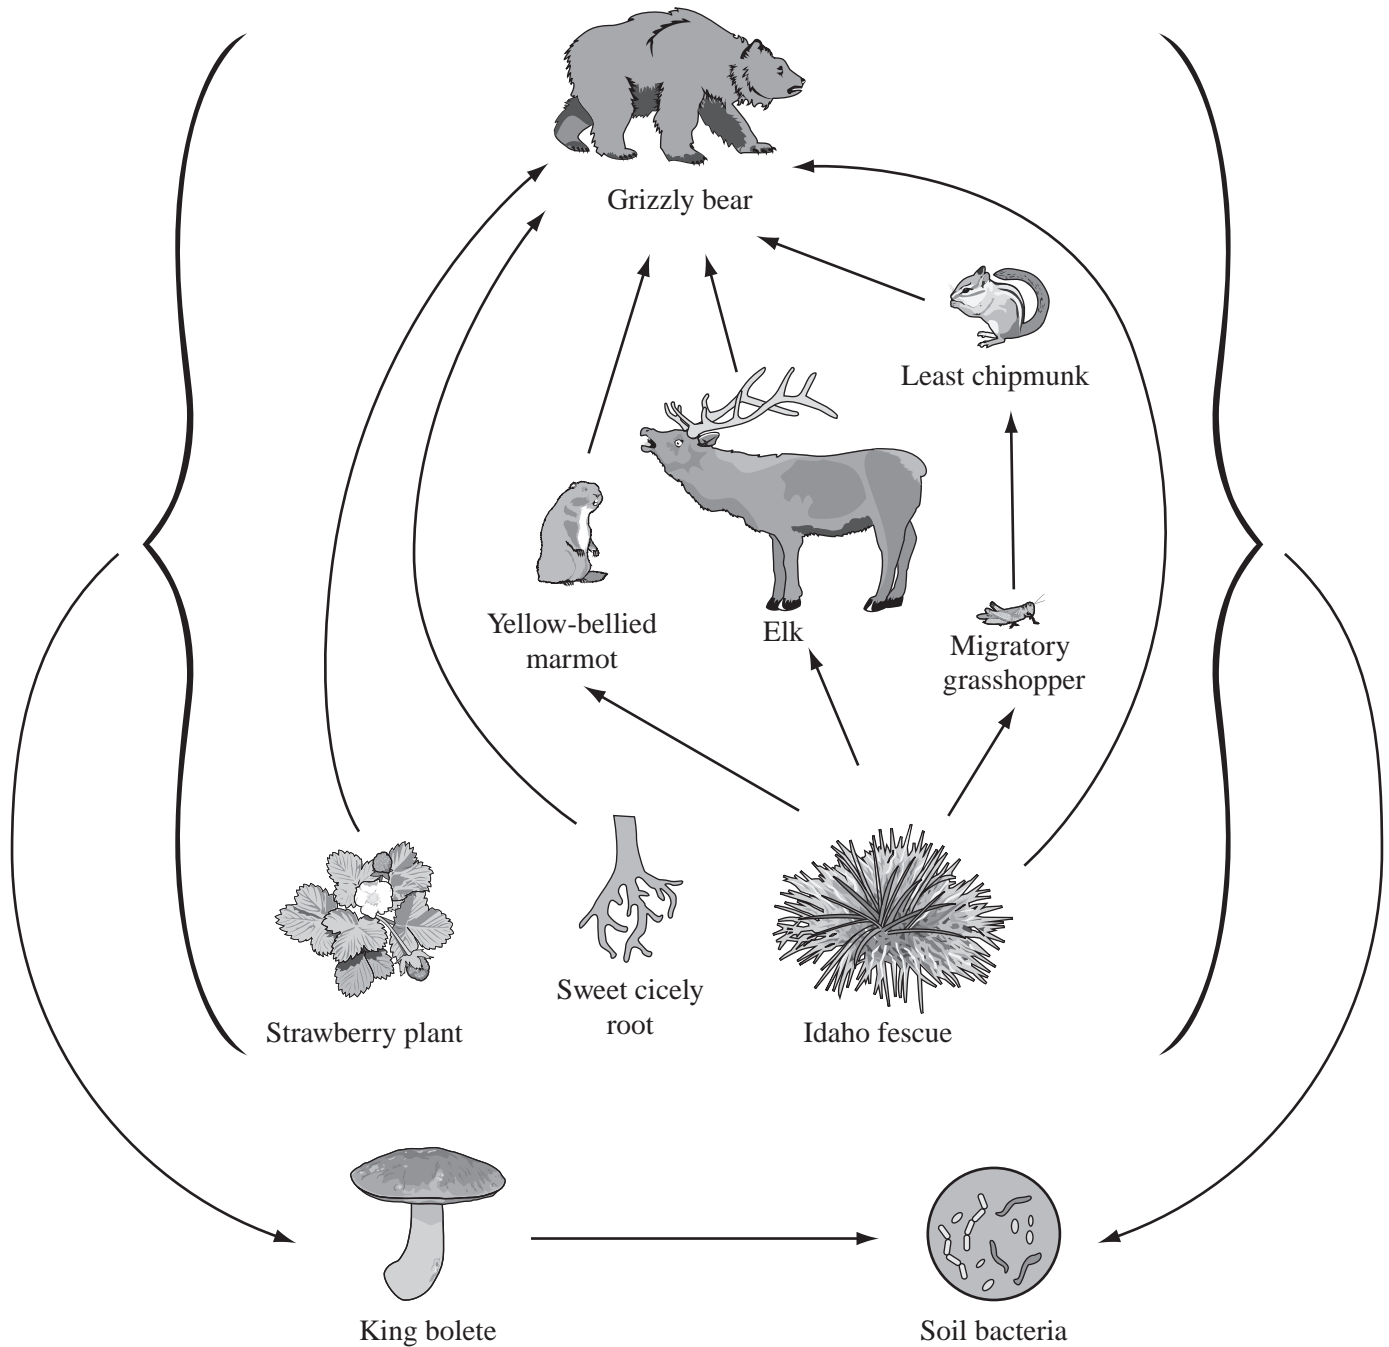 Grizzly bear
Least chipmunk
Yellow-bellied
marmot
Elk
Migratory
grasshopper
Strawberry plant
Sweet cicely
root
Idaho fescue
King bolete
Soil bacteria